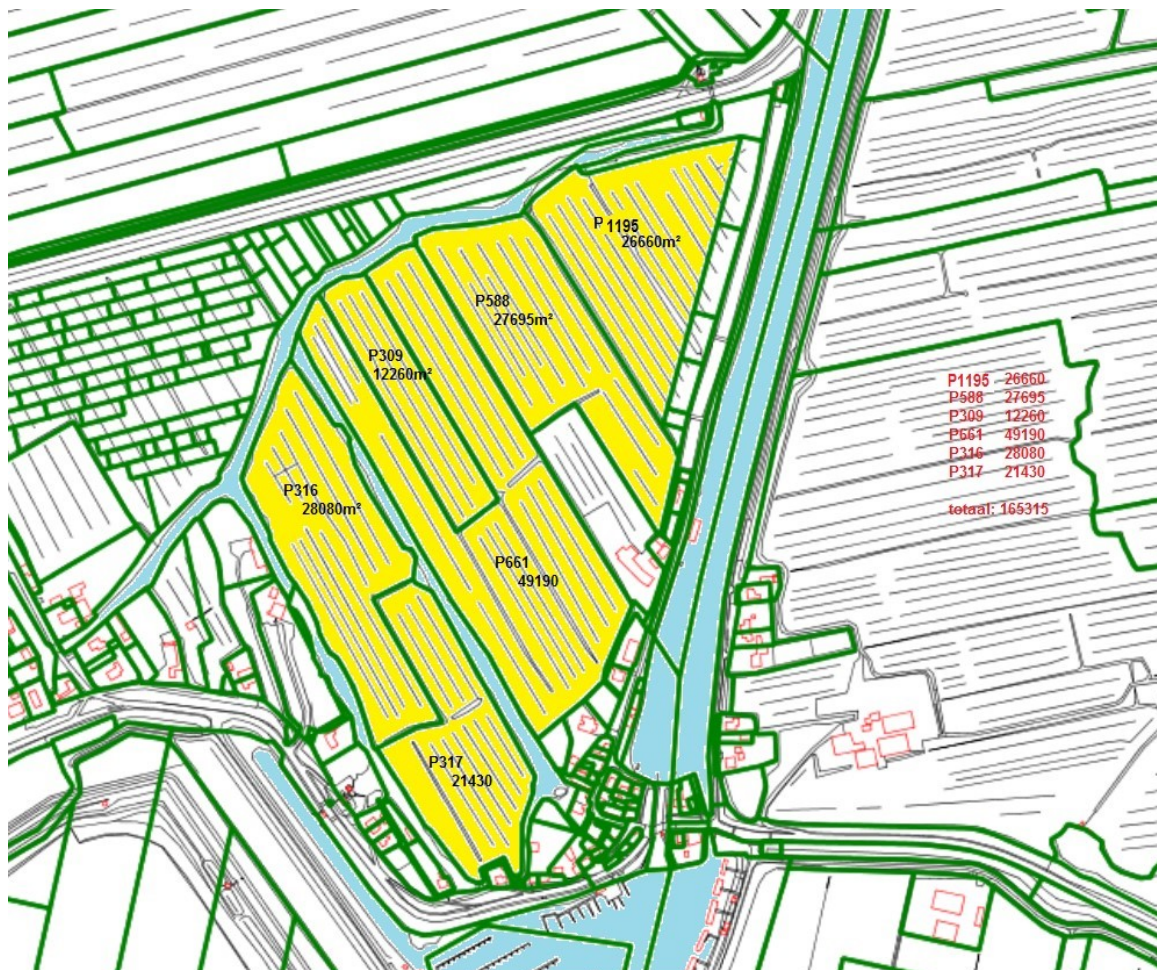 P 1195
26660m²
P588
27695m²
P309
12260m²
P316
28080m²
P661
49190
P317
21430
P1195 26660
P588 27695
P309 12260
P661 49190
P316 28080
P317 21430
totaal: 165315